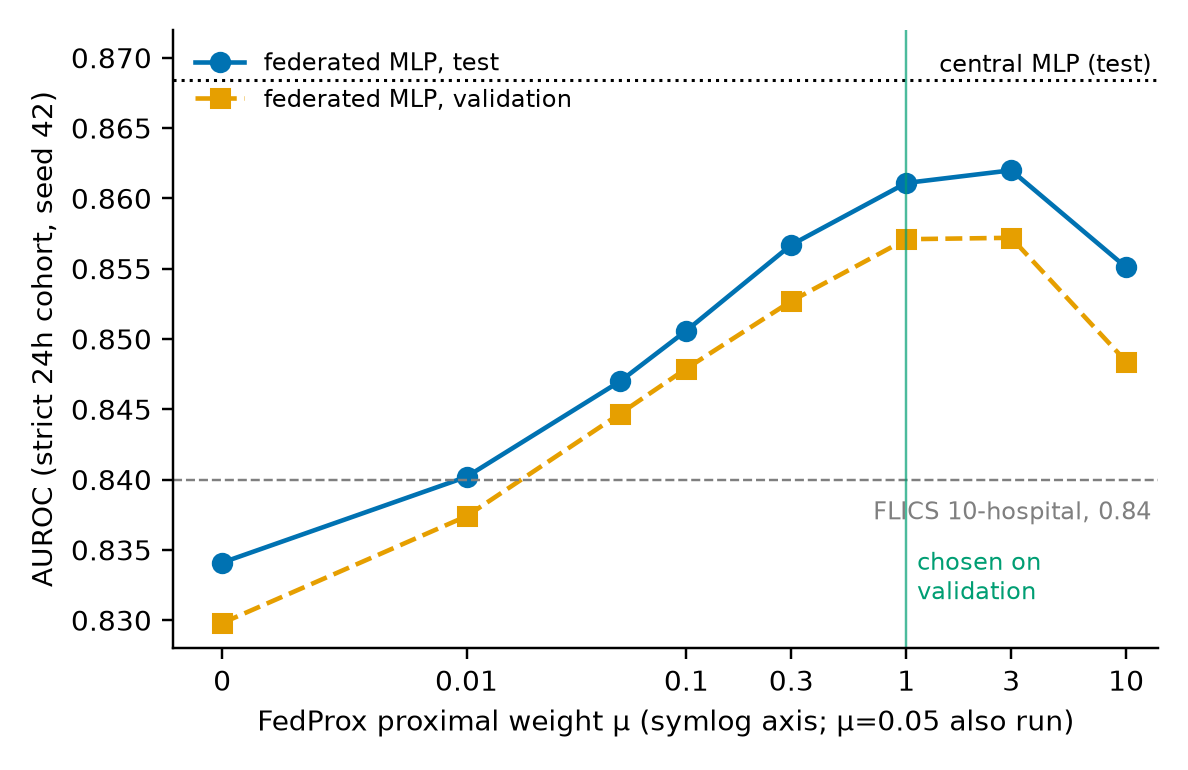 federated MLP, test
federated MLP, validation
central MLP (test)
0.870
0.865
0.860
0.855
0.850
0.845
0.840
0.835
0.830
AUROC (strict 24h cohort, seed 42)
FLICS 10-hospital, 0.84
chosen on
validation
0 0.01 0.1 0.3 1 3 10
FedProx proximal weight μ (symlog axis; μ=0.05 also run)